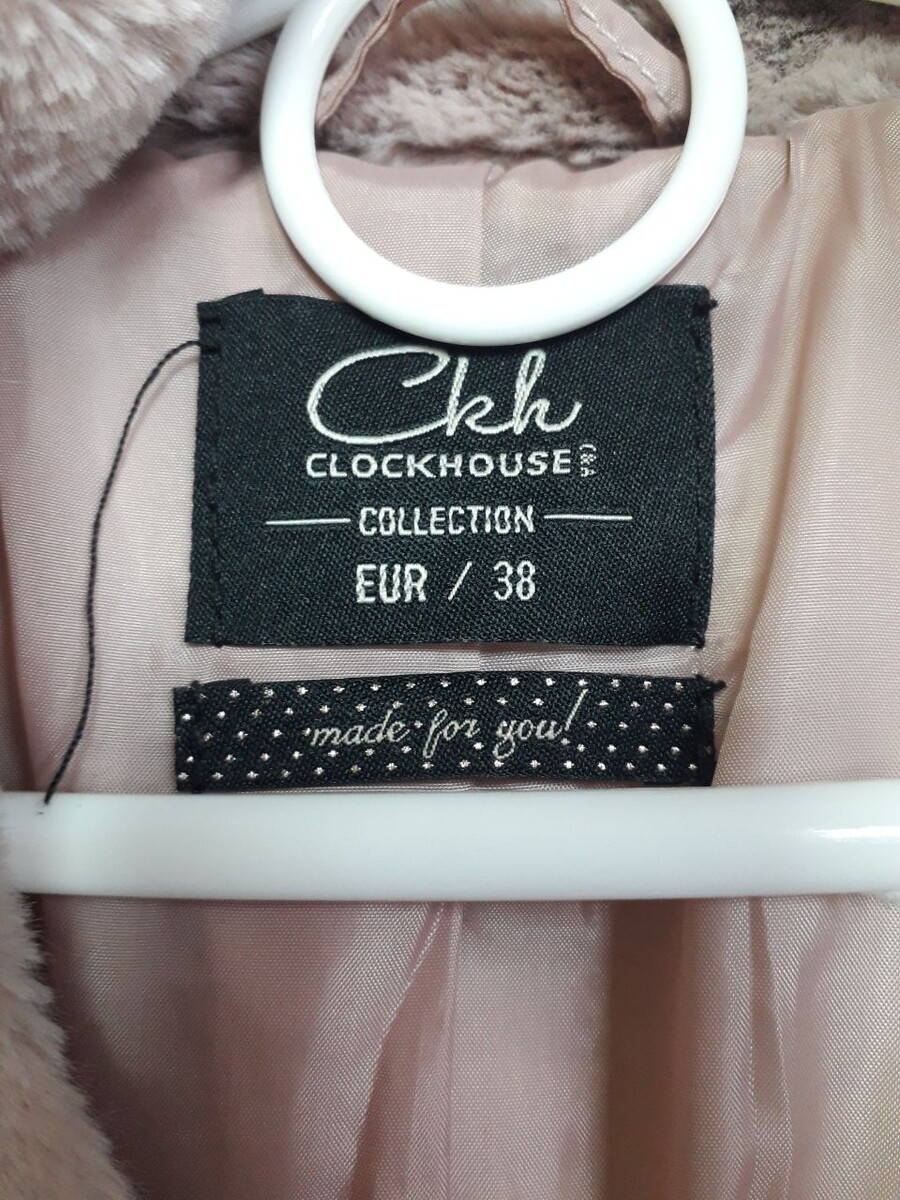 Ckh
CLOCKHOUSE C&A
COLLECTION
EUR / 38
made for you!